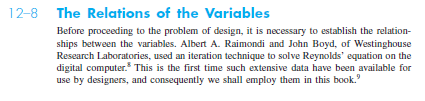 12–8 The Relations of the Variables
Before proceeding to the problem of design, it is necessary to establish the relation-
ships between the variables. Albert A. Raimondi and John Boyd, of Westinghouse
Research Laboratories, used an iteration technique to solve Reynolds' equation on the
digital computer.⁸ This is the first time such extensive data have been available for
use by designers, and consequently we shall employ them in this book.⁹